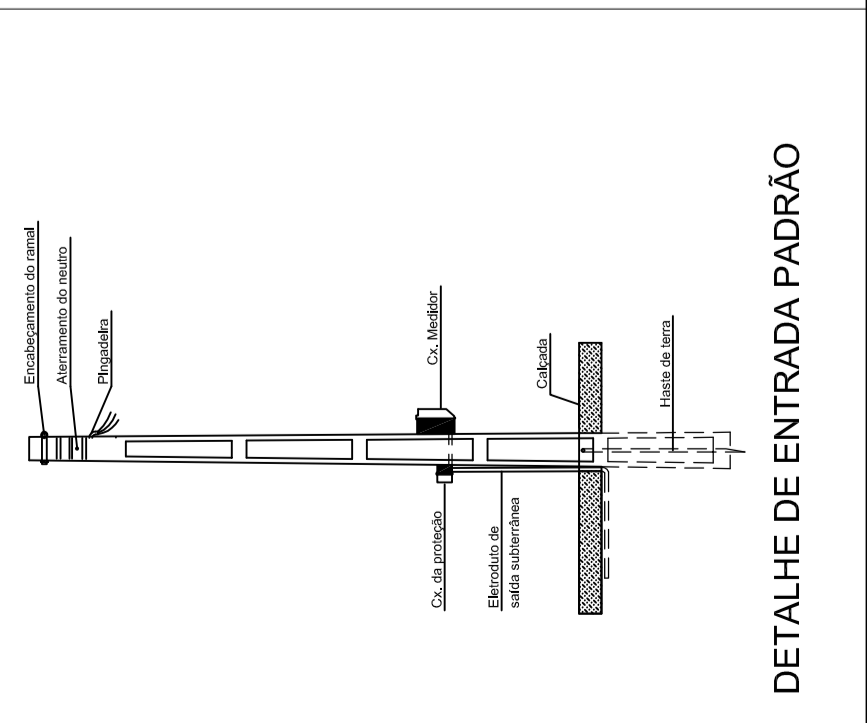 Encabeçamento do ramal
Aterramento do neutro
Pingadeira
Cx. Medidor
Cx. da proteção
Eletroduto de
saída subterrânea
Calçada
Haste de terra
DETALHE DE ENTRADA PADRÃO